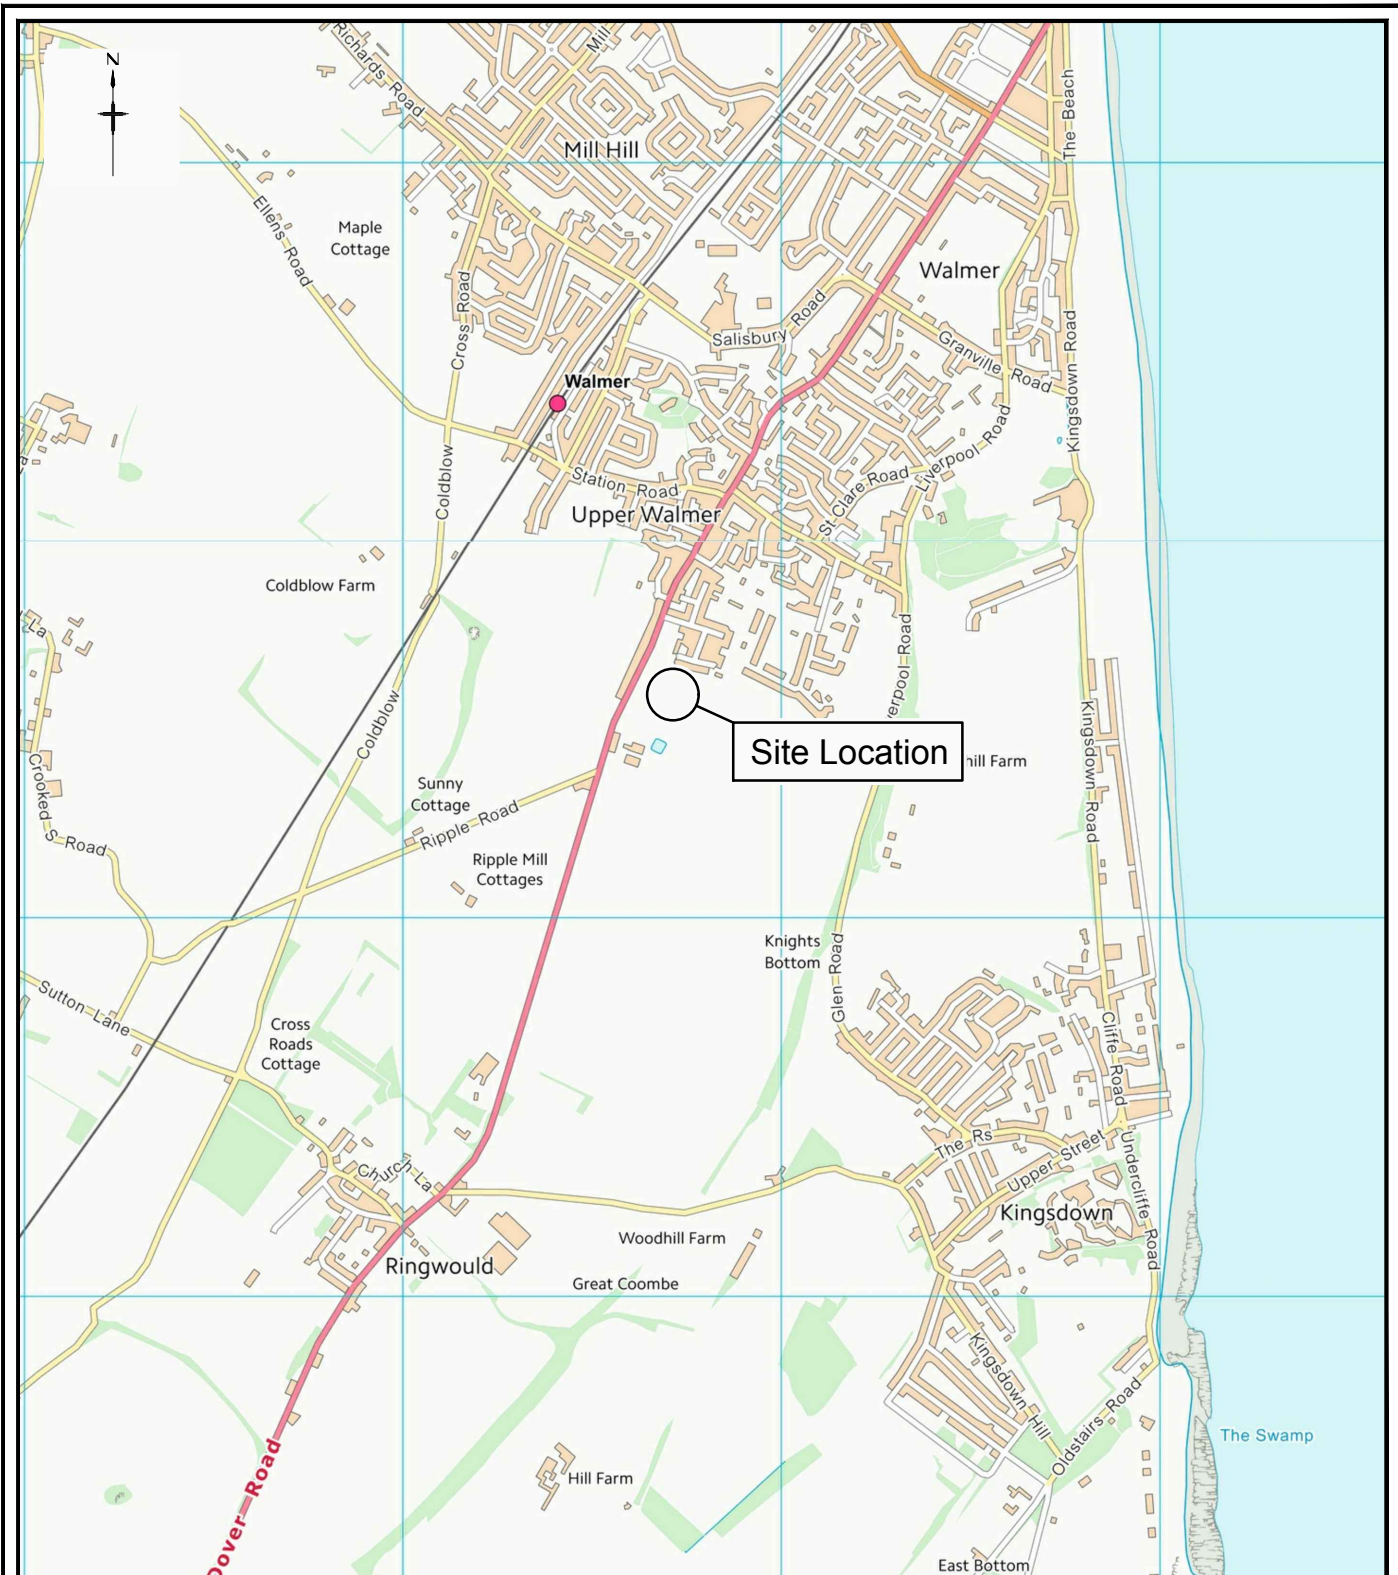 N
Richards Road
Mill
The Beach
Mill Hill
Ellens Road
Maple
Cottage
Walmer
Cross Road
Salisbury Road
Granville Road
Kingsdown Road
Walmer
Liverpool Road
St Clare Road
Coldblow
Station Road
Upper Walmer
Coldblow Farm
La
erpool Road
Coldblow
Kingsdown Road
Site Location
hill Farm
Crooked S Road
Sunny
Cottage
Ripple Road
Ripple Mill
Cottages
Knights
Bottom
Glen Road
Sutton Lane
Cross
Roads
Cottage
Cliffe Road
The Rs
Upper Street
Undercliffe Road
Church La
Kingsdown
Woodhill Farm
Ringwould
Great Coombe
Kingsdown Hill
Oldstairs Road
The Swamp
Dover Road
Hill Farm
East Bottom